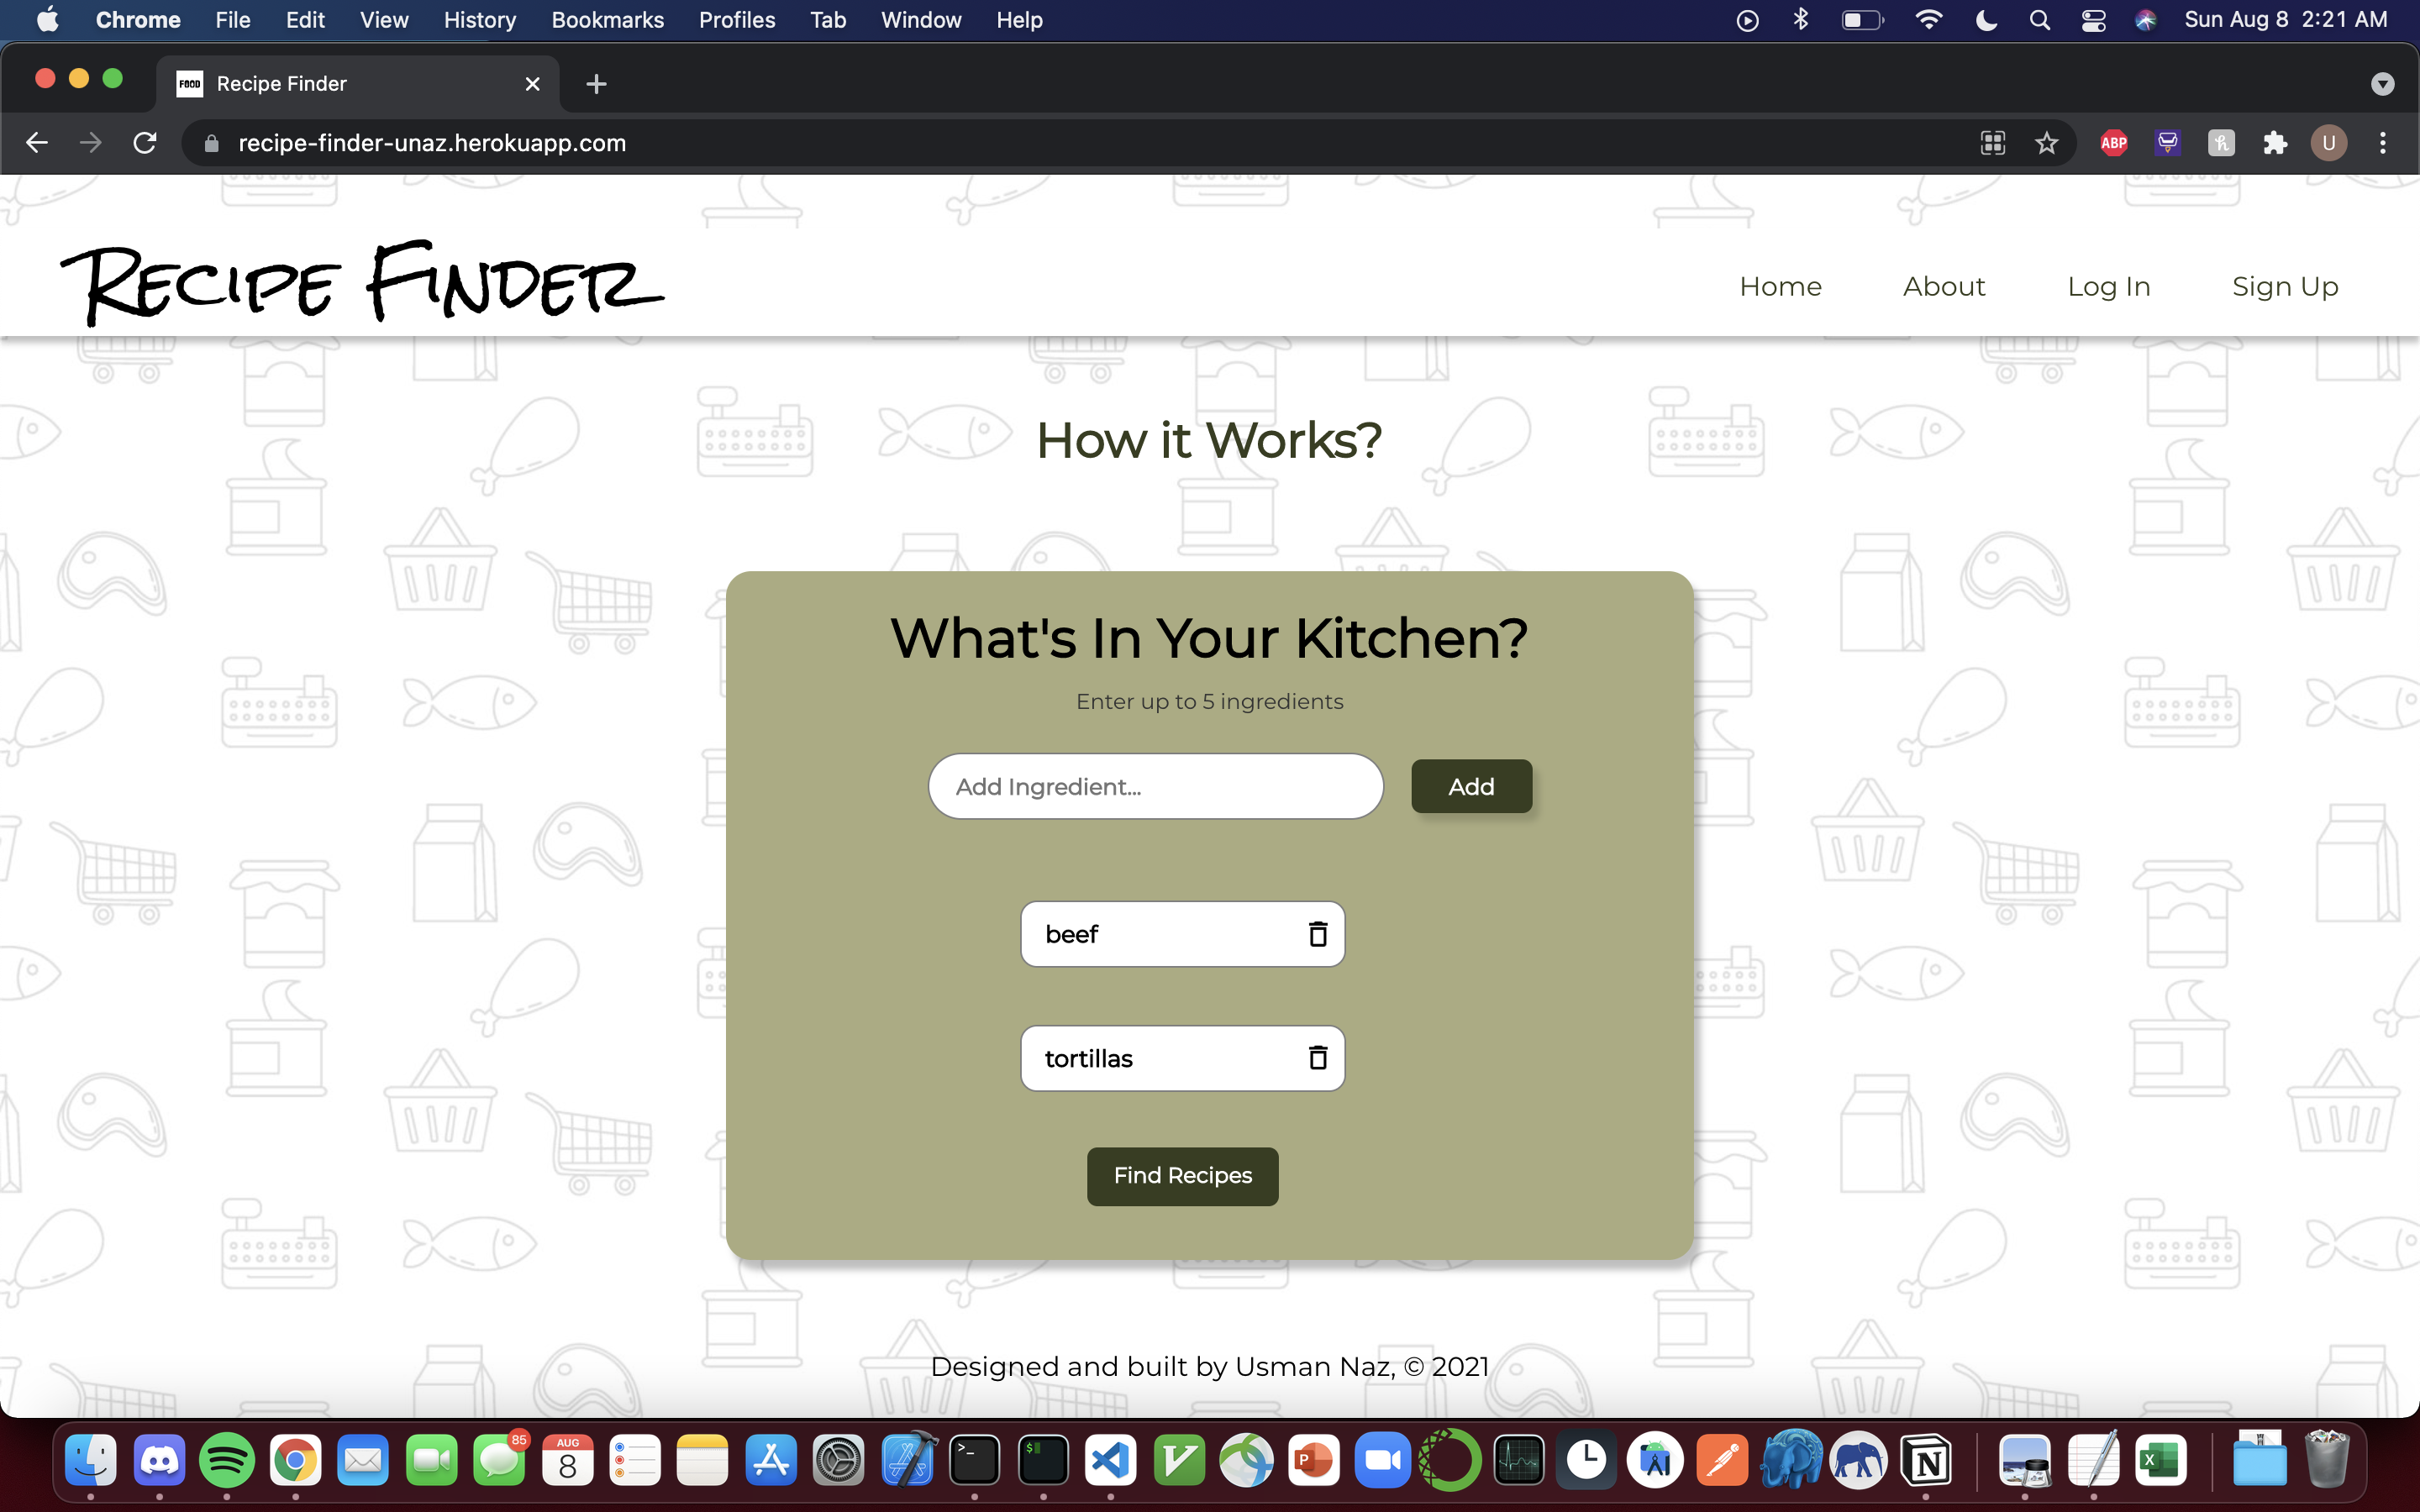 Chrome File Edit View History Bookmarks Profiles Tab Window Help Sun Aug 8 2:21 AM
FOOD Recipe Finder
recipe-finder-unaz.herokuapp.com ABP h U
Recipe Finder Home About Log In Sign Up
How it Works?
What's In Your Kitchen?
Enter up to 5 ingredients
Add Ingredient... Add
beef
tortillas
Find Recipes
Designed and built by Usman Naz, © 2021
85
AUG
8
>_
$
P
N
X